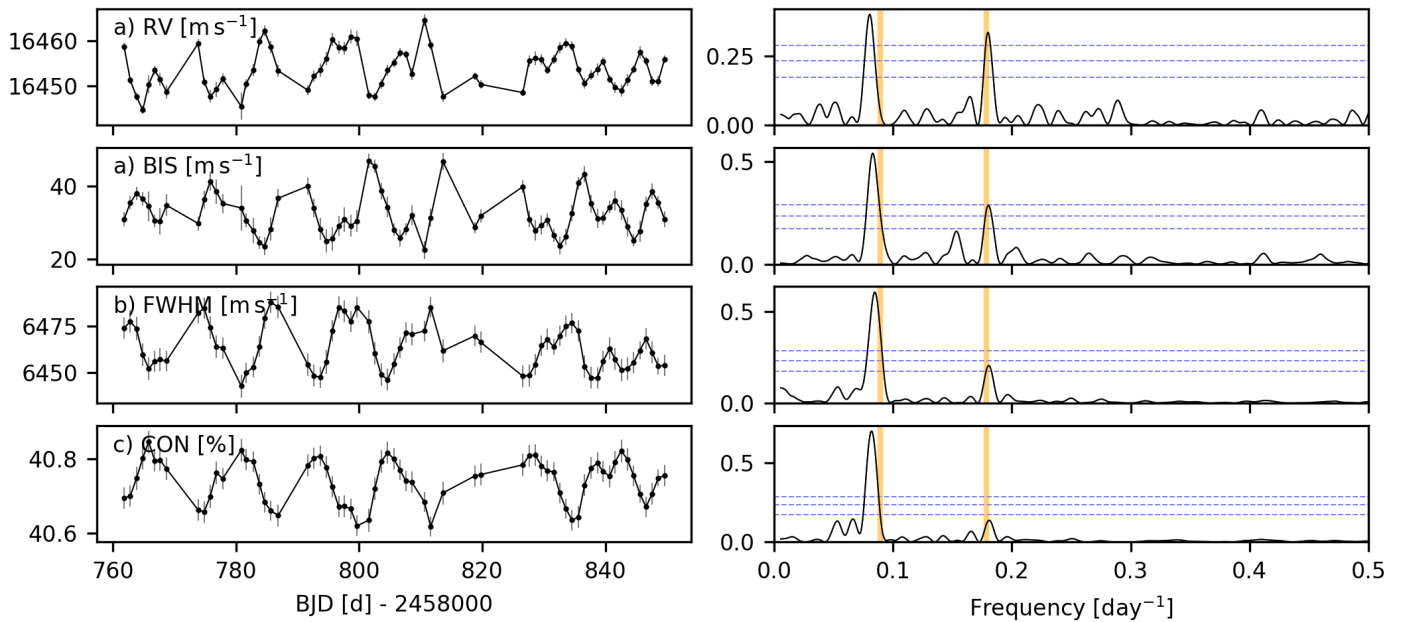 a) RV [m s⁻¹]
16460
16450
0.25
0.00
a) BIS [m s⁻¹]
40
20
0.5
0.0
b) FWHM [m s⁻¹]
6475
6450
0.5
0.0
c) CON [%]
40.8
40.6
0.5
0.0
760 780 800 820 840
0.0 0.1 0.2 0.3 0.4 0.5
BJD [d] - 2458000
Frequency [day⁻¹]